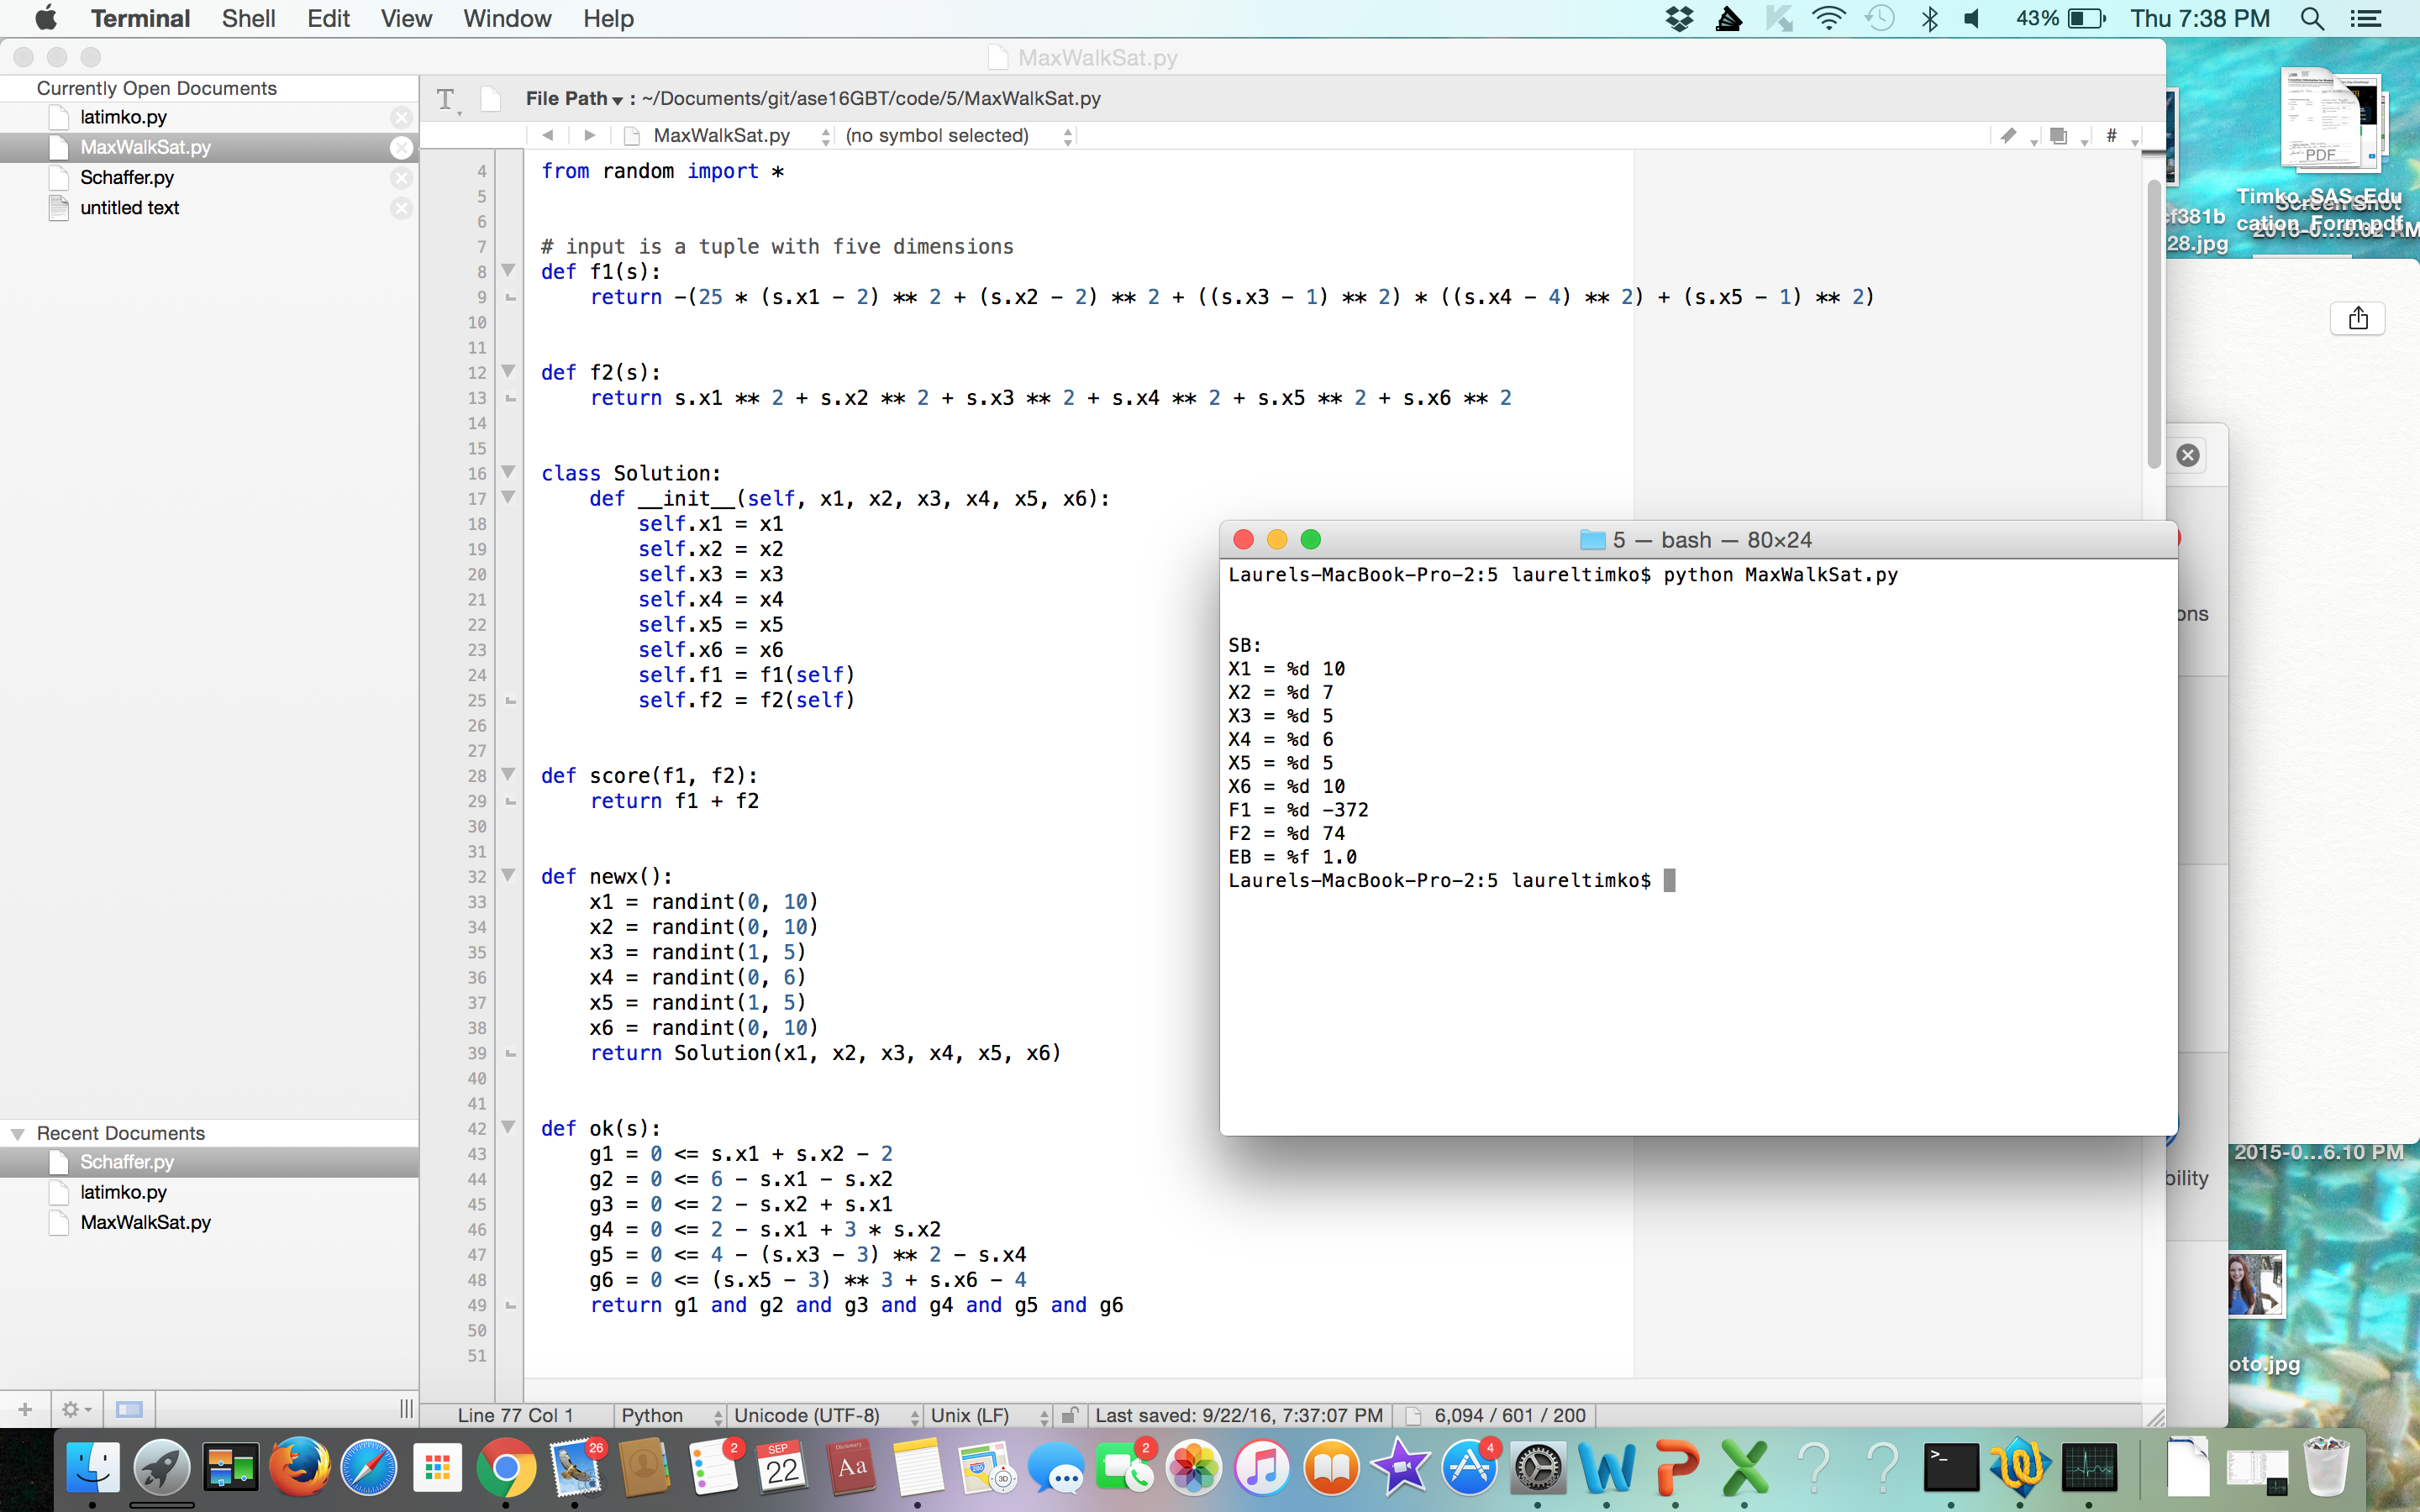 Terminal Shell Edit View Window Help 43% Thu 7:38 PM
MaxWalkSat.py
Currently Open Documents
latimko.py
MaxWalkSat.py
Schaffer.py
untitled text
File Path : ~/Documents/git/ase16GBT/code/5/MaxWalkSat.py
MaxWalkSat.py (no symbol selected) #
4 from random import *
5
6
7 # input is a tuple with five dimensions
8 def f1(s):
9 return -(25 * (s.x1 - 2) ** 2 + (s.x2 - 2) ** 2 + ((s.x3 - 1) ** 2) * ((s.x4 - 4) ** 2) + (s.x5 - 1) ** 2)
10
11
12 def f2(s):
13 return s.x1 ** 2 + s.x2 ** 2 + s.x3 ** 2 + s.x4 ** 2 + s.x5 ** 2 + s.x6 ** 2
14
15
16 class Solution:
17 def __init__(self, x1, x2, x3, x4, x5, x6):
18 self.x1 = x1
19 self.x2 = x2
20 self.x3 = x3
21 self.x4 = x4
22 self.x5 = x5
23 self.x6 = x6
24 self.f1 = f1(self)
25 self.f2 = f2(self)
26
27
28 def score(f1, f2):
29 return f1 + f2
30
31
32 def newx():
33 x1 = randint(0, 10)
34 x2 = randint(0, 10)
35 x3 = randint(1, 5)
36 x4 = randint(0, 6)
37 x5 = randint(1, 5)
38 x6 = randint(0, 10)
39 return Solution(x1, x2, x3, x4, x5, x6)
40
41
42 def ok(s):
43 g1 = 0 <= s.x1 + s.x2 - 2
44 g2 = 0 <= 6 - s.x1 - s.x2
45 g3 = 0 <= 2 - s.x2 + s.x1
46 g4 = 0 <= 2 - s.x1 + 3 * s.x2
47 g5 = 0 <= 4 - (s.x3 - 3) ** 2 - s.x4
48 g6 = 0 <= (s.x5 - 3) ** 3 + s.x6 - 4
49 return g1 and g2 and g3 and g4 and g5 and g6
50
51
5 — bash — 80×24
Laurels-MacBook-Pro-2:5 laureltimko$ python MaxWalkSat.py
SB:
X1 = %d 10
X2 = %d 7
X3 = %d 5
X4 = %d 6
X5 = %d 5
X6 = %d 10
F1 = %d -372
F2 = %d 74
EB = %f 1.0
Laurels-MacBook-Pro-2:5 laureltimko$
Recent Documents
Schaffer.py
latimko.py
MaxWalkSat.py
Line 77 Col 1 Python Unicode (UTF-8) Unix (LF) Last saved: 9/22/16, 7:37:07 PM 6,094 / 601 / 200
PDF
Timko_SAS_Edu
cation_Form.pdf
cf381b
28.jpg
ons
bility
2015-0...6.10 PM
oto.jpg
26
2
SEP
22
Dictionary
Aa
3D
2
4